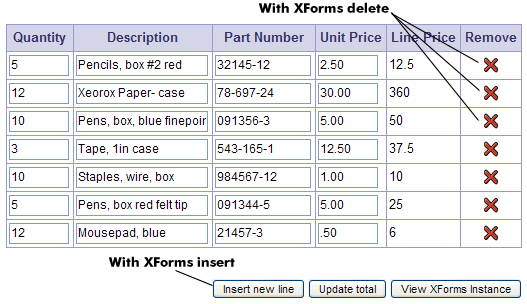 With XForms delete
Quantity Description Part Number Unit Price Line Price Remove
5 Pencils, box #2 red 32145-12 2.50 12.5
12 Xeorox Paper- case 78-697-24 30.00 360
10 Pens, box, blue finepoir 091356-3 5.00 50
3 Tape, 1in case 543-165-1 12.50 37.5
10 Staples, wire, box 984567-12 1.00 10
5 Pens, box red felt tip 091344-5 5.00 25
12 Mousepad, blue 21457-3 .50 6
With XForms insert
Insert new line Update total View XForms Instance